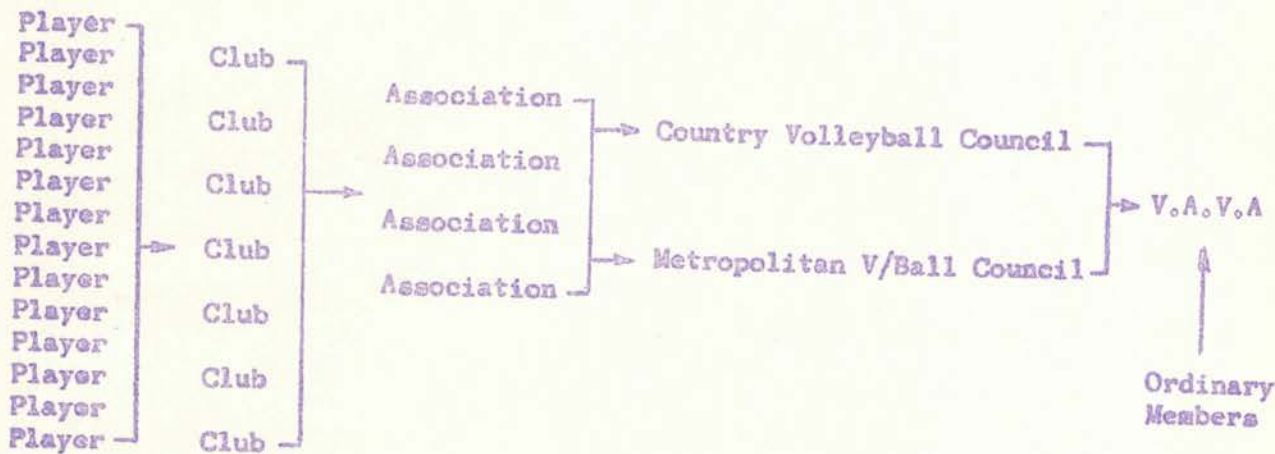 Player
Player
Player
Player
Player
Player
Player
Player
Player
Player
Player
Player
Player
Player
Club
Club
Club
Club
Club
Club
Club
Association
Association
Association
Association
Country Volleyball Council
Metropolitan V/Ball Council
V.A.V.A
Ordinary
Members